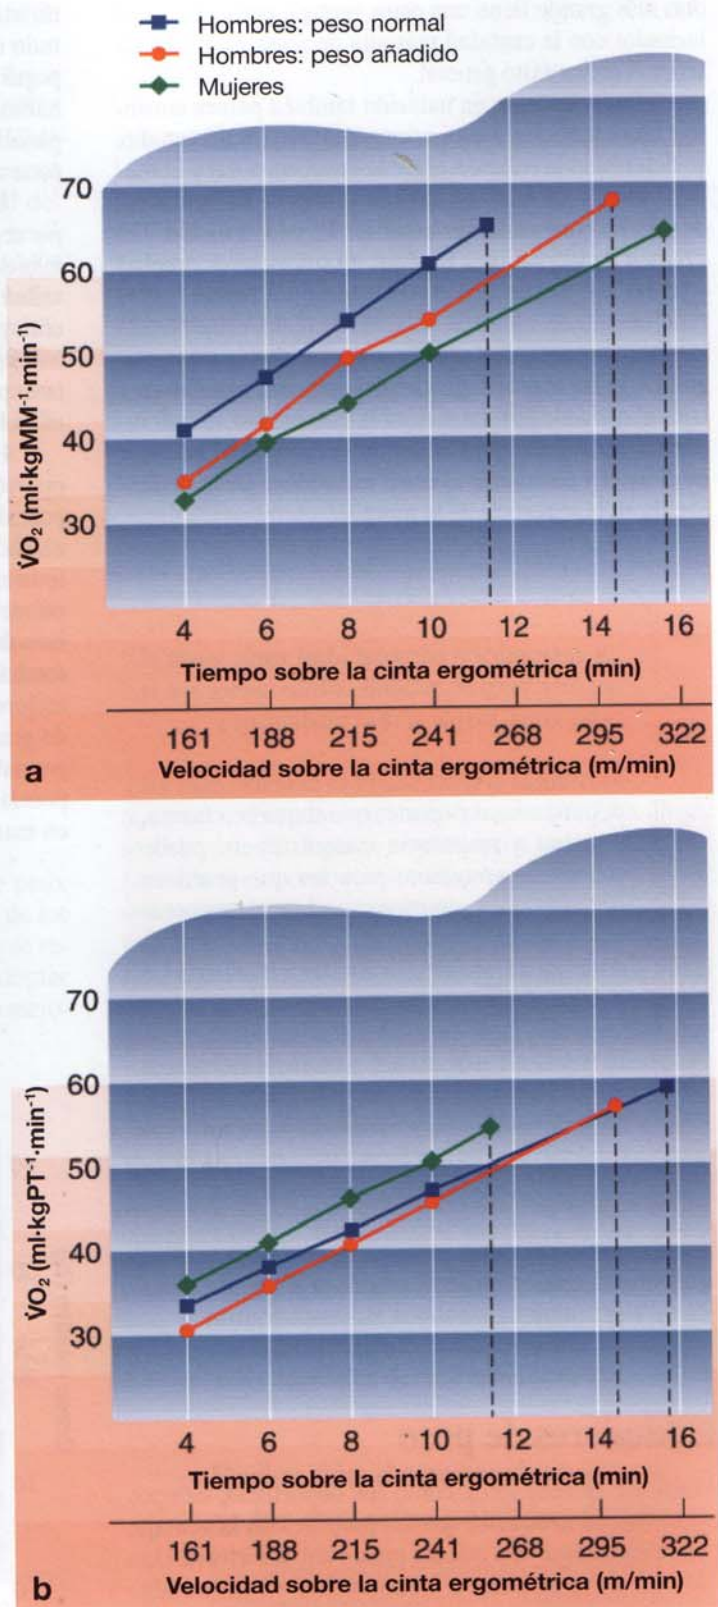 Hombres: peso normal
Hombres: peso añadido
Mujeres
70
60
50
40
30
V̇O₂ (ml·kgMM⁻¹·min⁻¹)
4 6 8 10 12 14 16
Tiempo sobre la cinta ergométrica (min)
161 188 215 241 268 295 322
Velocidad sobre la cinta ergométrica (m/min)
a
70
60
50
40
30
V̇O₂ (ml·kgPT⁻¹·min⁻¹)
4 6 8 10 12 14 16
Tiempo sobre la cinta ergométrica (min)
161 188 215 241 268 295 322
Velocidad sobre la cinta ergométrica (m/min)
b